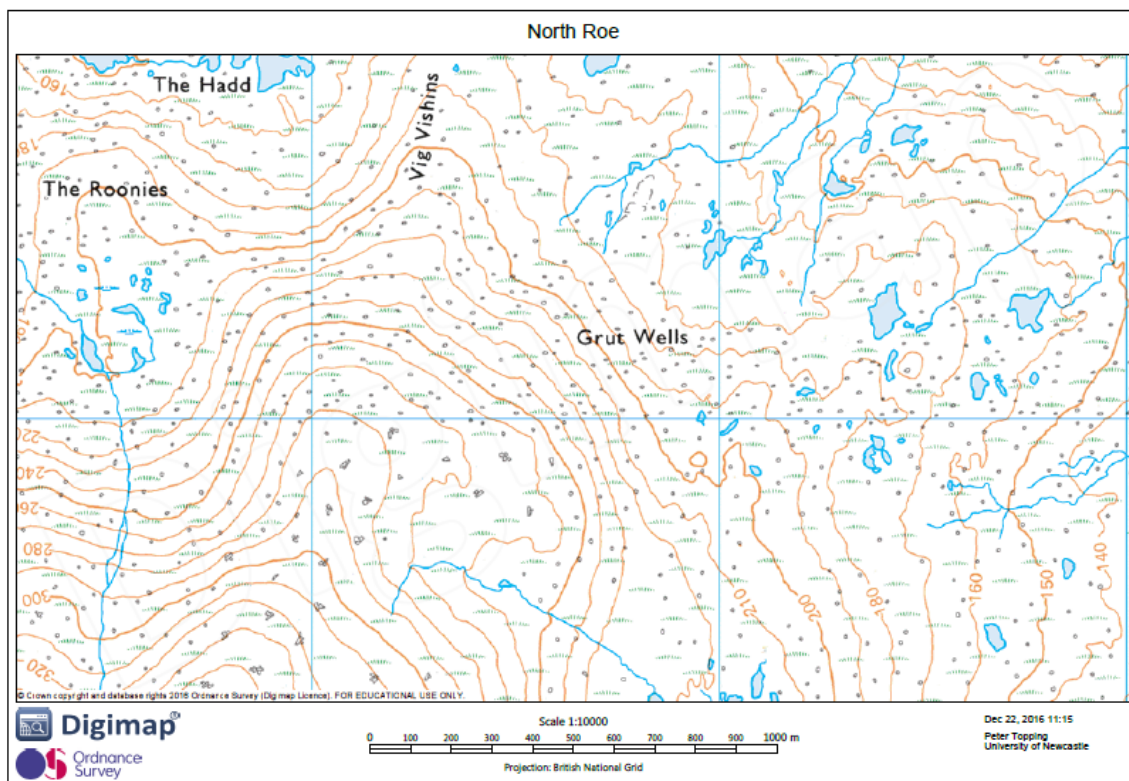 North Roe
The Hadd
160
180
Vig Vishins
The Roonies
Grut Wells
220
240
260
280
300
320
210
200
180
160
150
140
© Crown copyright and database rights 2016 Ordnance Survey (Digimap Licence). FOR EDUCATIONAL USE ONLY.
Digimap®
Ordnance
Survey
Scale 1:10000
0 100 200 300 400 500 600 700 800 900 1000 m
Projection: British National Grid
Dec 22, 2016 11:15
Peter Topping
University of Newcastle